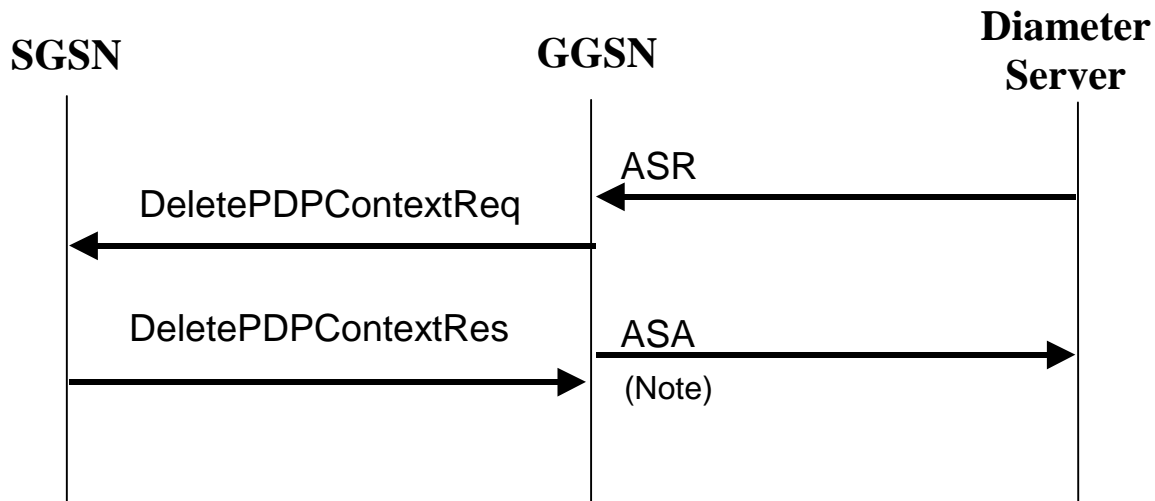 SGSN
GGSN
Diameter
Server
ASR
DeletePDPContextReq
DeletePDPContextRes
ASA
(Note)